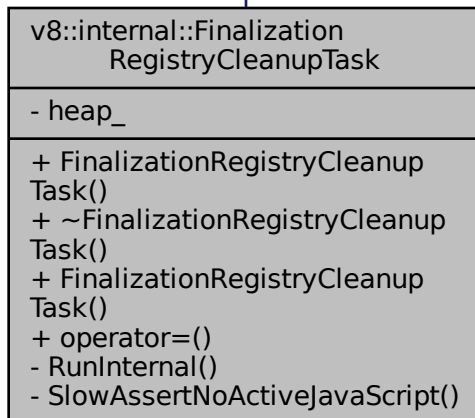 v8::internal::Finalization
RegistryCleanupTask
- heap_
+ FinalizationRegistryCleanup
Task()
+ ~FinalizationRegistryCleanup
Task()
+ FinalizationRegistryCleanup
Task()
+ operator=()
- RunInternal()
- SlowAssertNoActiveJavaScript()